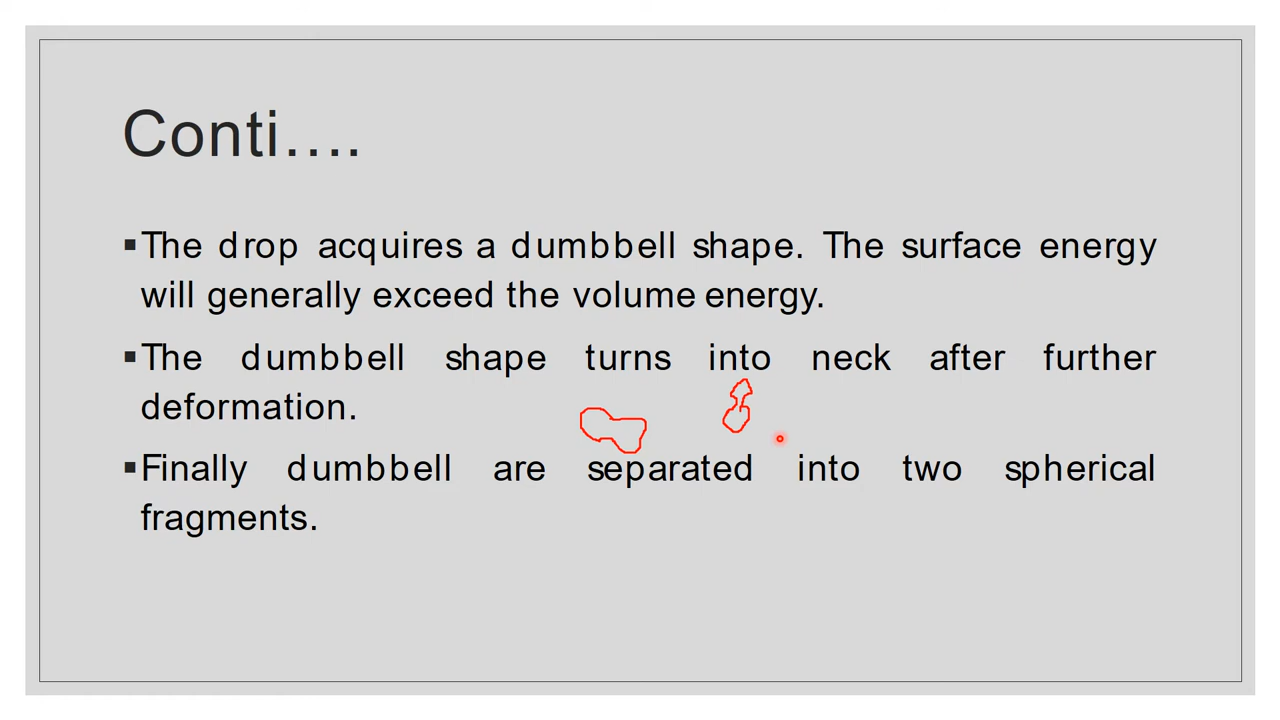 Conti….
▪The drop acquires a dumbbell shape. The surface energy
will generally exceed the volume energy.
▪The dumbbell shape turns into neck after further
deformation.
▪Finally dumbbell are separated into two spherical
fragments.